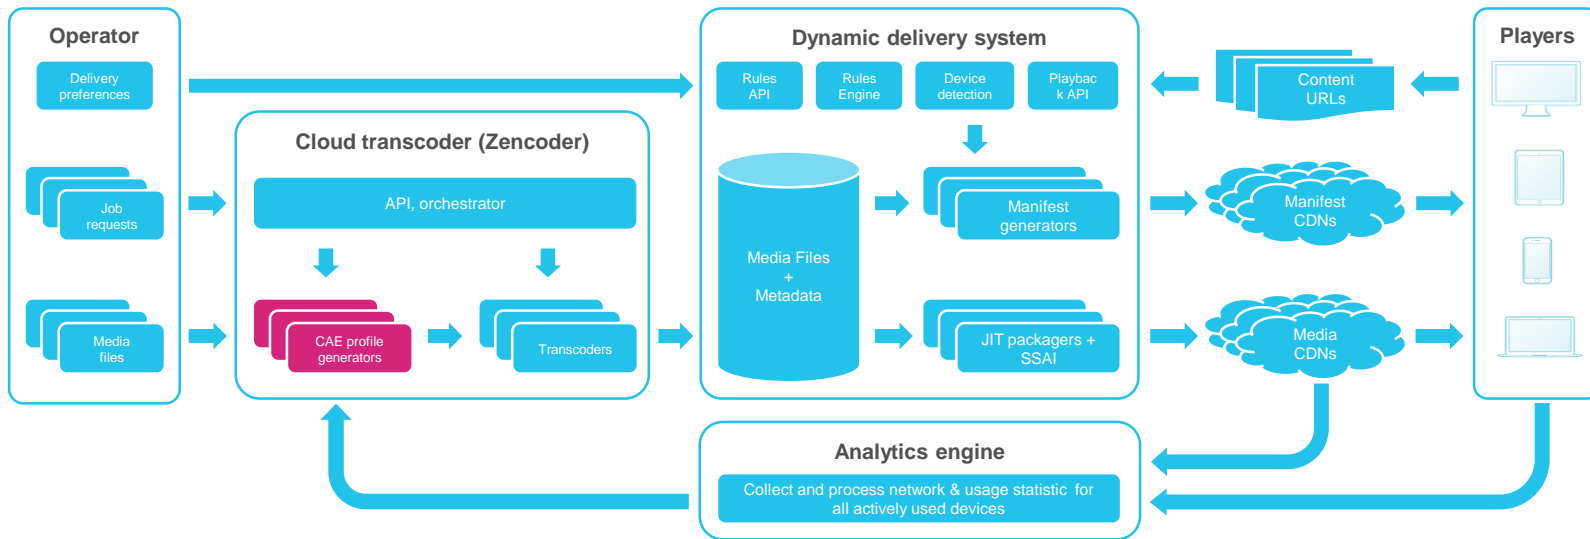 Operator
Delivery
preferences
Job
requests
Media
files
Cloud transcoder (Zencoder)
API, orchestrator
CAE profile
generators
Transcoders
Dynamic delivery system
Rules
API
Rules
Engine
Device
detection
Playbac
k API
Media Files
+
Metadata
Manifest
generators
JIT packagers +
SSAI
Content
URLs
Manifest
CDNs
Media
CDNs
Players
Analytics engine
Collect and process network & usage statistic for
all actively used devices